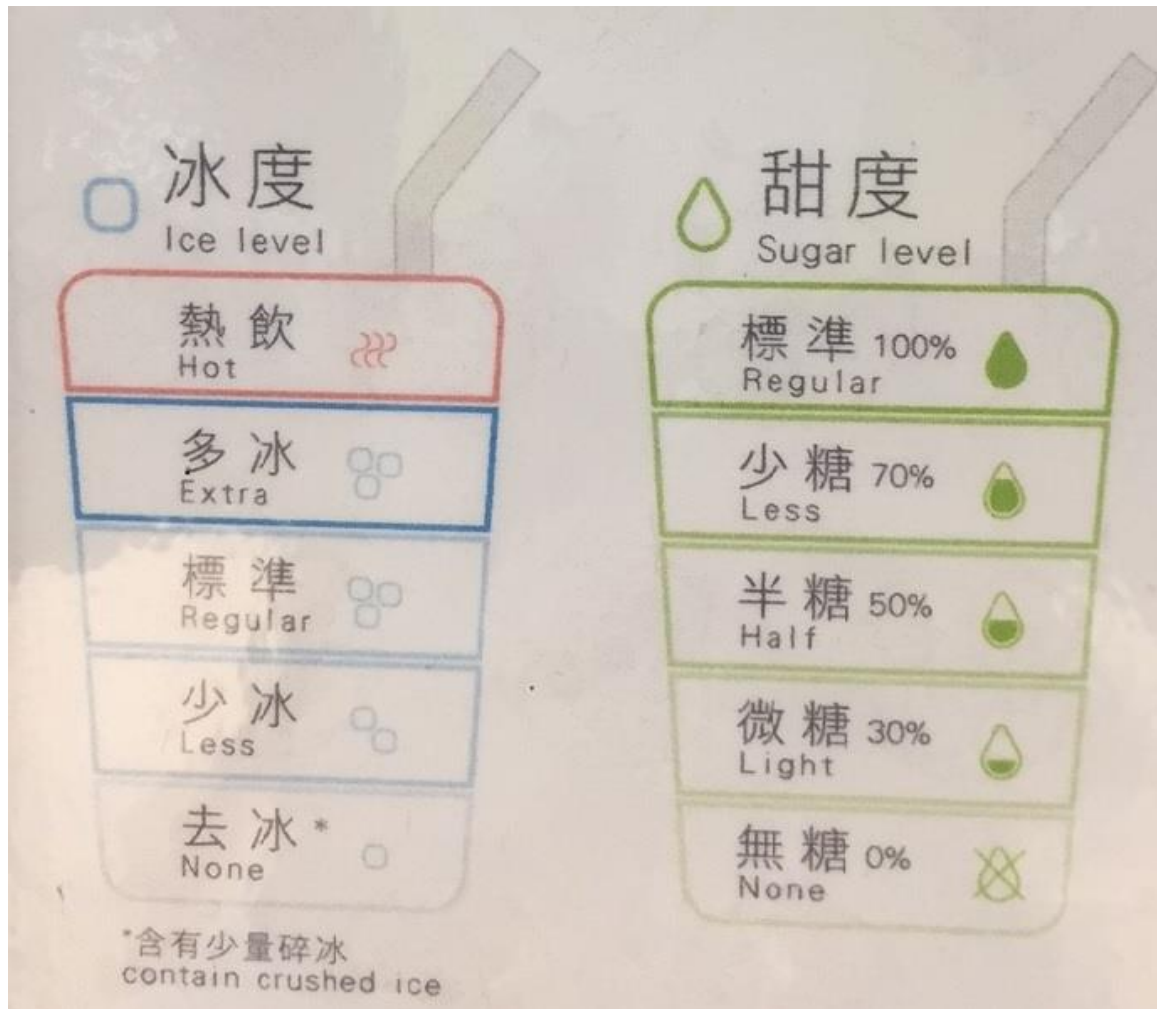 冰度
Ice level
熱飲
Hot
多冰
Extra
標準
Regular
少冰
Less
去冰*
None
*含有少量碎冰
contain crushed ice
甜度
Sugar level
標準 100%
Regular
少糖 70%
Less
半糖 50%
Half
微糖 30%
Light
無糖 0%
None